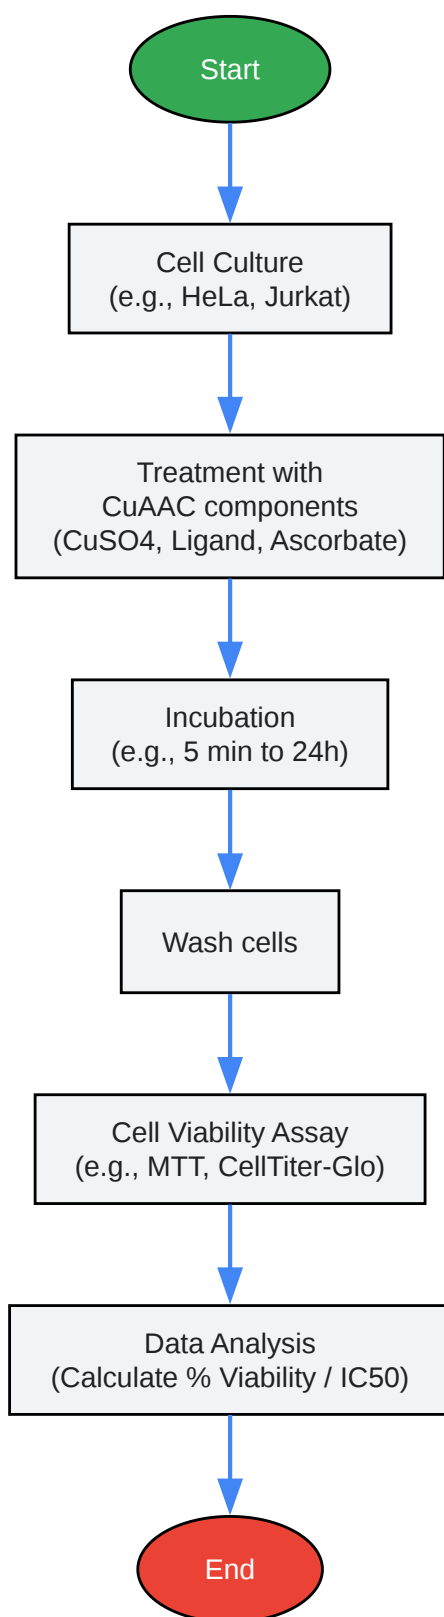 Start
Cell Culture
(e.g., HeLa, Jurkat)
Treatment with
CuAAC components
(CuSO4, Ligand, Ascorbate)
Incubation
(e.g., 5 min to 24h)
Wash cells
Cell Viability Assay
(e.g., MTT, CellTiter-Glo)
Data Analysis
(Calculate % Viability / IC50)
End